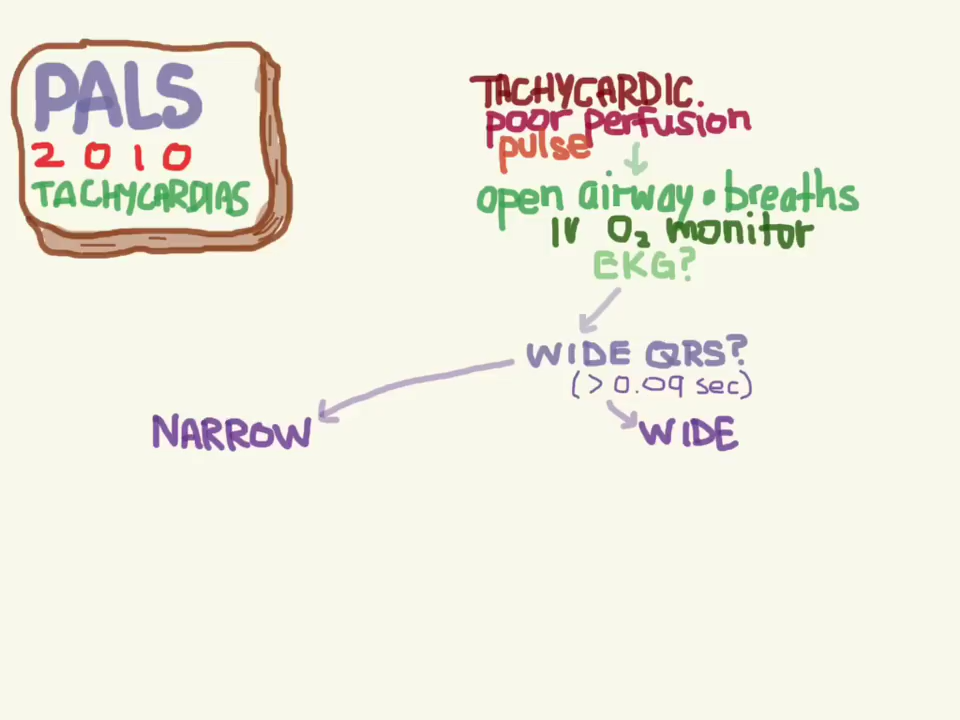 PALS
2010
TACHYCARDIAS
TACHYCARDIC.
poor perfusion
pulse
open airway • breaths
IV O₂ monitor
EKG?
WIDE QRS?
(> 0.09 sec)
NARROW
WIDE